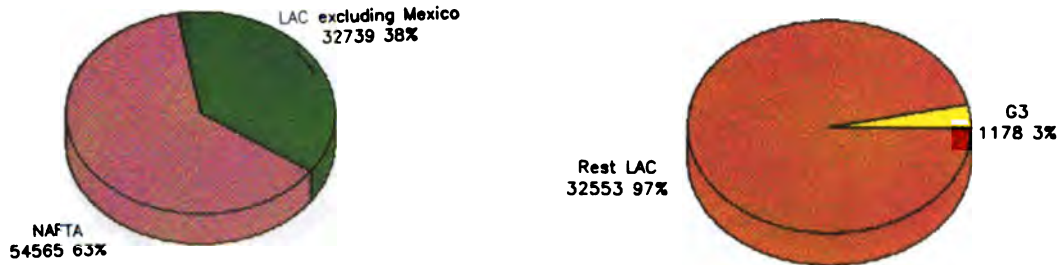 LAC excluding Mexico
32739 38%
NAFTA
54565 63%
G3
1178 3%
Rest LAC
32553 97%